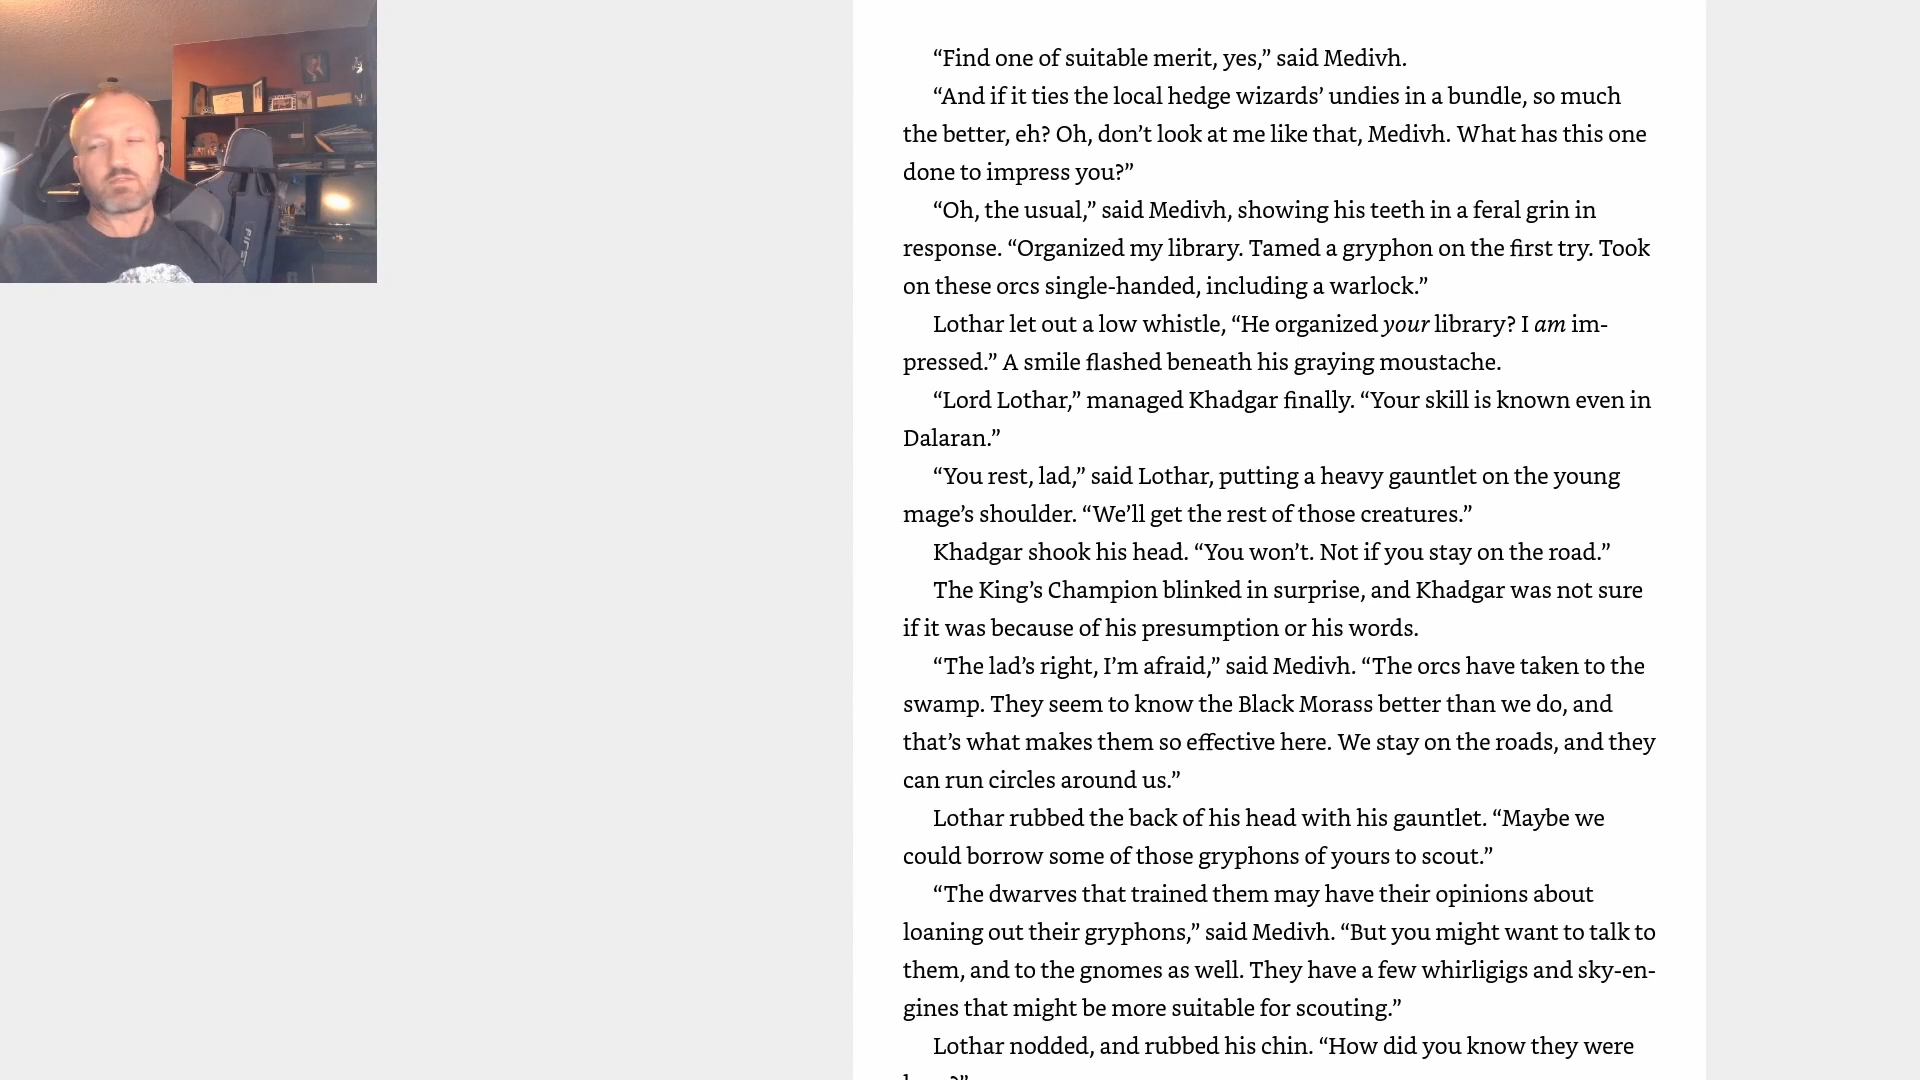 “Find one of suitable merit, yes,” said Medivh.
“And if it ties the local hedge wizards’ undies in a bundle, so much
the better, eh? Oh, don’t look at me like that, Medivh. What has this one
done to impress you?”
“Oh, the usual,” said Medivh, showing his teeth in a feral grin in
response. “Organized my library. Tamed a gryphon on the first try. Took
on these orcs single-handed, including a warlock.”
Lothar let out a low whistle, “He organized your library? I am im-
pressed.” A smile flashed beneath his graying moustache.
“Lord Lothar,” managed Khadgar finally. “Your skill is known even in
Dalaran.”
“You rest, lad,” said Lothar, putting a heavy gauntlet on the young
mage’s shoulder. “We’ll get the rest of those creatures.”
Khadgar shook his head. “You won’t. Not if you stay on the road.”
The King’s Champion blinked in surprise, and Khadgar was not sure
if it was because of his presumption or his words.
“The lad’s right, I’m afraid,” said Medivh. “The orcs have taken to the
swamp. They seem to know the Black Morass better than we do, and
that’s what makes them so effective here. We stay on the roads, and they
can run circles around us.”
Lothar rubbed the back of his head with his gauntlet. “Maybe we
could borrow some of those gryphons of yours to scout.”
“The dwarves that trained them may have their opinions about
loaning out their gryphons,” said Medivh. “But you might want to talk to
them, and to the gnomes as well. They have a few whirligigs and sky-en-
gines that might be more suitable for scouting.”
Lothar nodded, and rubbed his chin. “How did you know they were